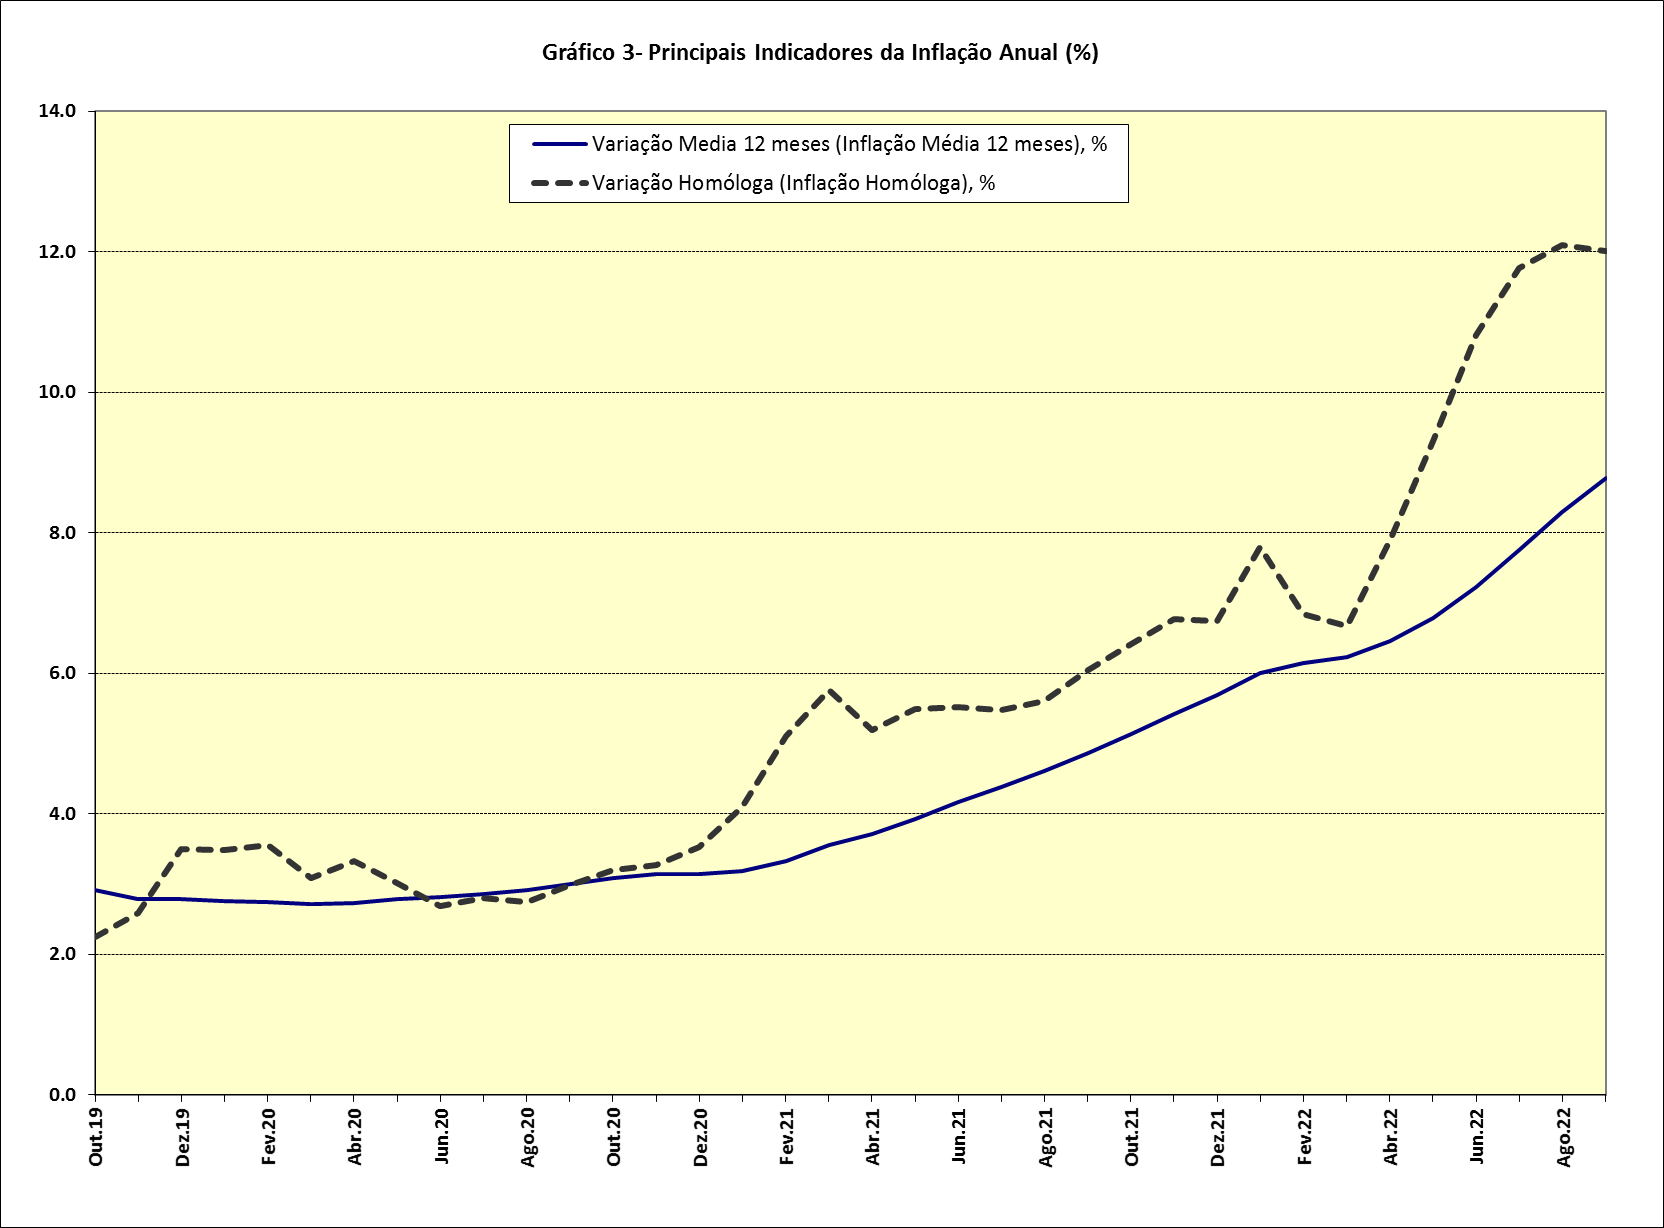 Gráfico 3- Principais Indicadores da Inflação Anual (%)
14.0
Variação Media 12 meses (Inflação Média 12 meses), %
Variação Homóloga (Inflação Homóloga), %
12.0
10.0
8.0
6.0
4.0
2.0
0.0
Out.19
Dez.19
Fev.20
Abr.20
Jun.20
Ago.20
Out.20
Dez.20
Fev.21
Abr.21
Jun.21
Ago.21
Out.21
Dez.21
Fev.22
Abr.22
Jun.22
Ago.22